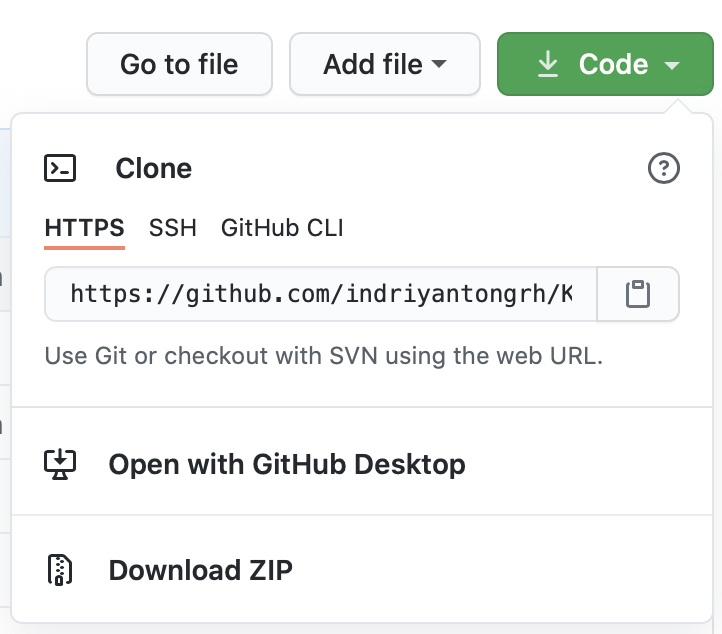 Go to file Add file Code
Clone
HTTPS SSH GitHub CLI
https://github.com/indriyantongrh/K
Use Git or checkout with SVN using the web URL.
Open with GitHub Desktop
Download ZIP